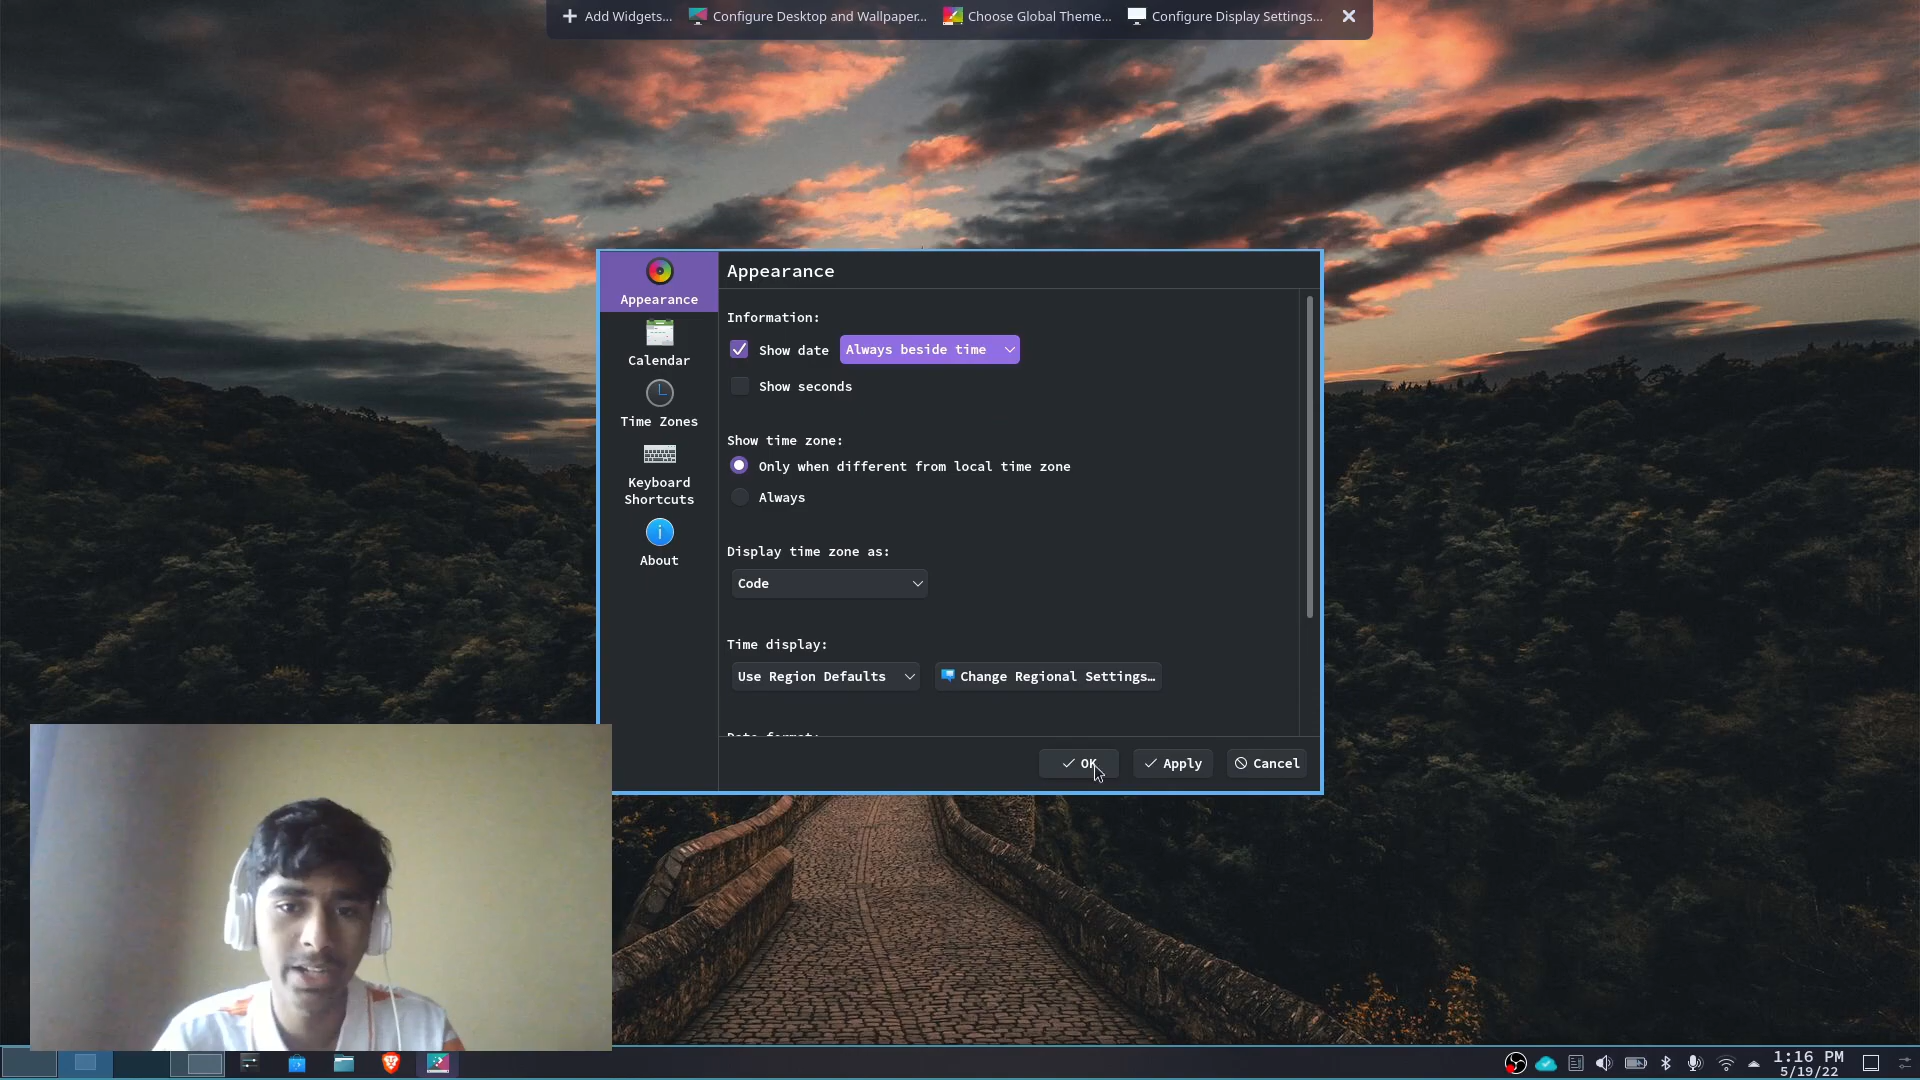 Add Widgets...
Configure Desktop and Wallpaper...
Choose Global Theme...
Configure Display Settings...
Appearance
Calendar
Time Zones
Keyboard
Shortcuts
About
Appearance
Information:
Show date
Always beside time
Show seconds
Show time zone:
Only when different from local time zone
Always
Display time zone as:
Code
Time display:
Use Region Defaults
Change Regional Settings…
Date format:
OK
Apply
Cancel
1:16 PM
5/19/22